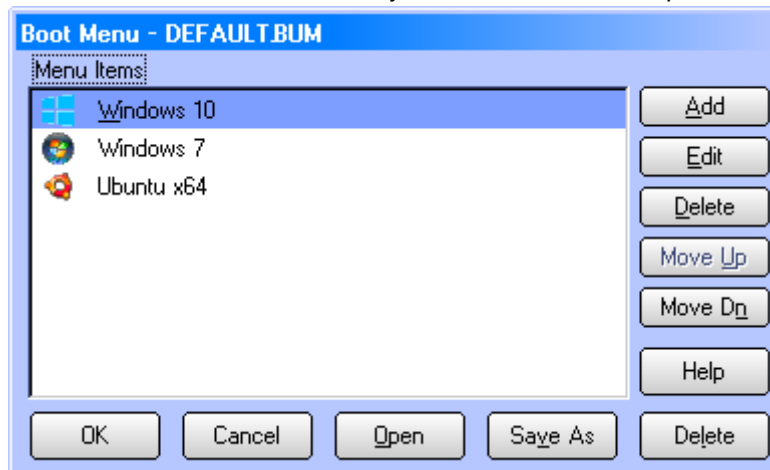 Boot Menu - DEFAULT.BUM
Menu Items
Windows 10
Windows 7
Ubuntu x64
Add
Edit
Delete
Move Up
Move Dn
Help
OK
Cancel
Open
Save As
Delete